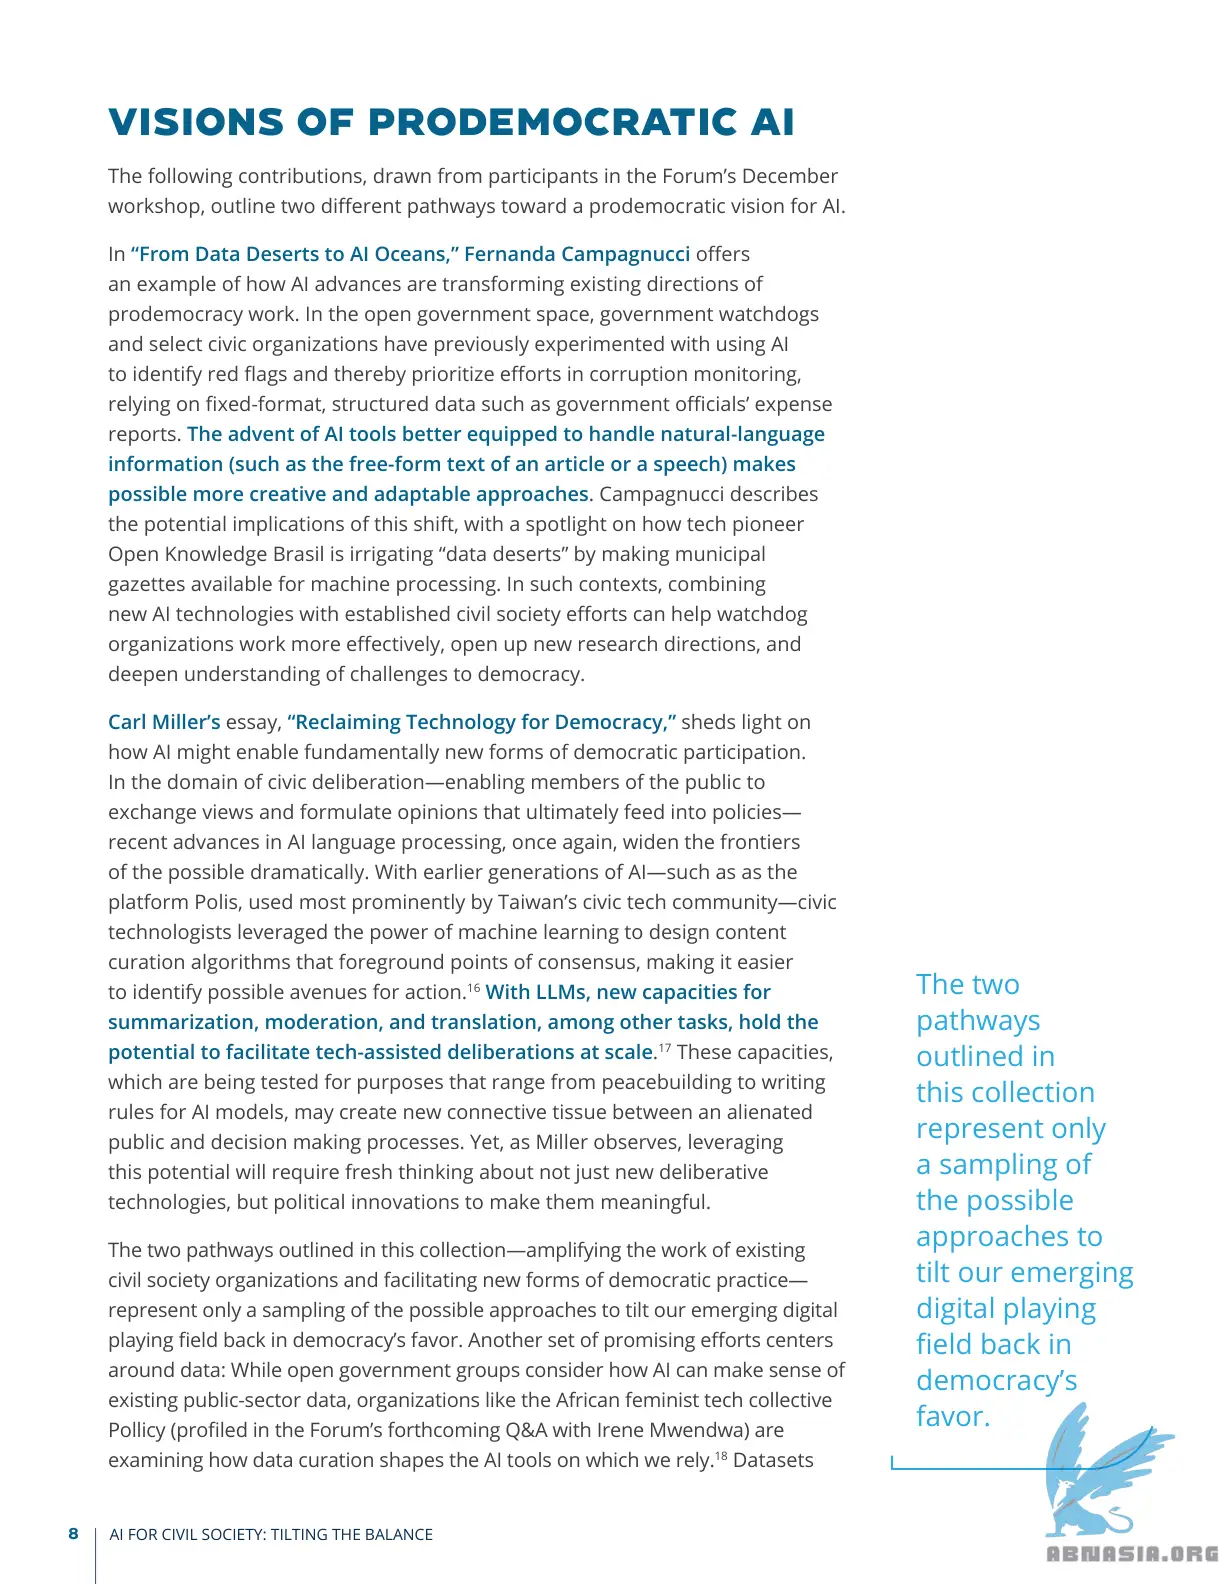 VISIONS OF PRODEMOCRATIC AI
The following contributions, drawn from participants in the Forum’s December
workshop, outline two different pathways toward a prodemocratic vision for AI.
In “From Data Deserts to AI Oceans,” Fernanda Campagnucci offers
an example of how AI advances are transforming existing directions of
prodemocracy work. In the open government space, government watchdogs
and select civic organizations have previously experimented with using AI
to identify red flags and thereby prioritize efforts in corruption monitoring,
relying on fixed-format, structured data such as government officials’ expense
reports. The advent of AI tools better equipped to handle natural-language
information (such as the free-form text of an article or a speech) makes
possible more creative and adaptable approaches. Campagnucci describes
the potential implications of this shift, with a spotlight on how tech pioneer
Open Knowledge Brasil is irrigating “data deserts” by making municipal
gazettes available for machine processing. In such contexts, combining
new AI technologies with established civil society efforts can help watchdog
organizations work more effectively, open up new research directions, and
deepen understanding of challenges to democracy.
Carl Miller’s essay, “Reclaiming Technology for Democracy,” sheds light on
how AI might enable fundamentally new forms of democratic participation.
In the domain of civic deliberation—enabling members of the public to
exchange views and formulate opinions that ultimately feed into policies—
recent advances in AI language processing, once again, widen the frontiers
of the possible dramatically. With earlier generations of AI—such as as the
platform Polis, used most prominently by Taiwan’s civic tech community—civic
technologists leveraged the power of machine learning to design content
curation algorithms that foreground points of consensus, making it easier
to identify possible avenues for action.16 With LLMs, new capacities for
summarization, moderation, and translation, among other tasks, hold the
potential to facilitate tech-assisted deliberations at scale.17 These capacities,
which are being tested for purposes that range from peacebuilding to writing
rules for AI models, may create new connective tissue between an alienated
public and decision making processes. Yet, as Miller observes, leveraging
this potential will require fresh thinking about not just new deliberative
technologies, but political innovations to make them meaningful.
The two pathways outlined in this collection—amplifying the work of existing
civil society organizations and facilitating new forms of democratic practice—
represent only a sampling of the possible approaches to tilt our emerging digital
playing field back in democracy’s favor. Another set of promising efforts centers
around data: While open government groups consider how AI can make sense of
existing public-sector data, organizations like the African feminist tech collective
Pollicy (profiled in the Forum’s forthcoming Q&A with Irene Mwendwa) are
examining how data curation shapes the AI tools on which we rely.18 Datasets
The two
pathways
outlined in
this collection
represent only
a sampling of
the possible
approaches to
tilt our emerging
digital playing
field back in
democracy’s
favor.
8 AI FOR CIVIL SOCIETY: TILTING THE BALANCE
ABNASIA.ORG